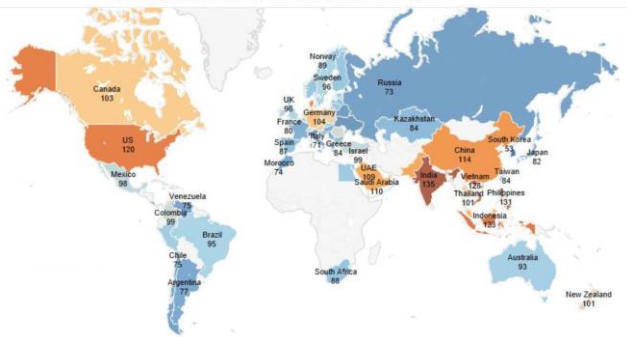 Canada
103
US
120
Mexico
98
Venezuela
75
Colombia
99
Brazil
95
Chile
75
Argentina
77
Norway
89
Sweden
96
UK
96
Germany
104
France
80
Spain
87
Italy
71
Greece
84
Morocco
74
Israel
99
Russia
73
Kazakhstan
84
UAE
109
Saudi Arabia
110
South Africa
86
India
135
China
114
South Korea
53
Japan
82
Taiwan
84
Vietnam
128
Thailand
101
Philippines
131
Indonesia
123
Australia
93
New Zealand
101